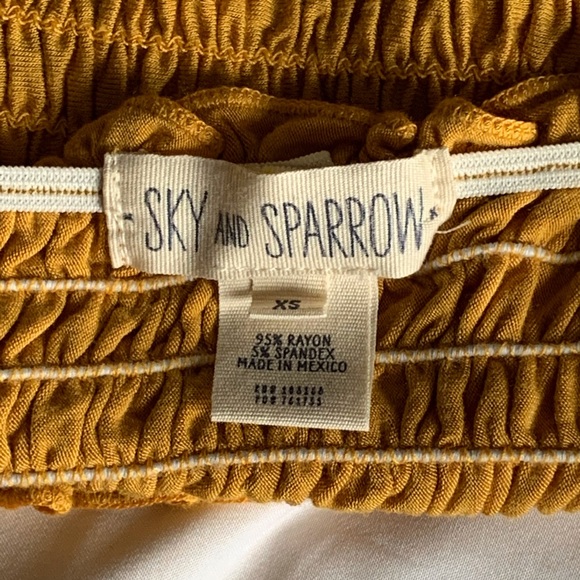 SKY AND SPARROW
XS
95% RAYON
5% SPANDEX
MADE IN MEXICO